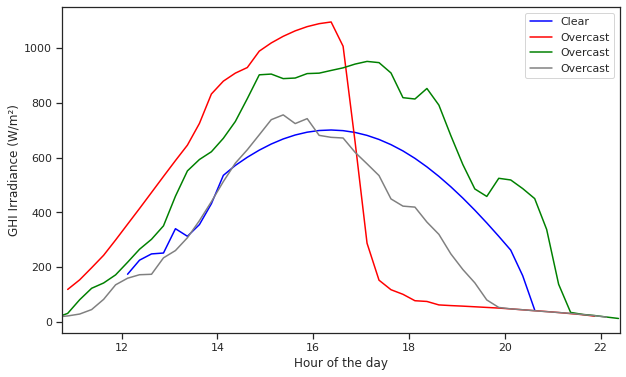 Clear
Overcast
Overcast
Overcast
GHI Irradiance (W/m²)
1000
800
600
400
200
0
12 14 16 18 20 22
Hour of the day